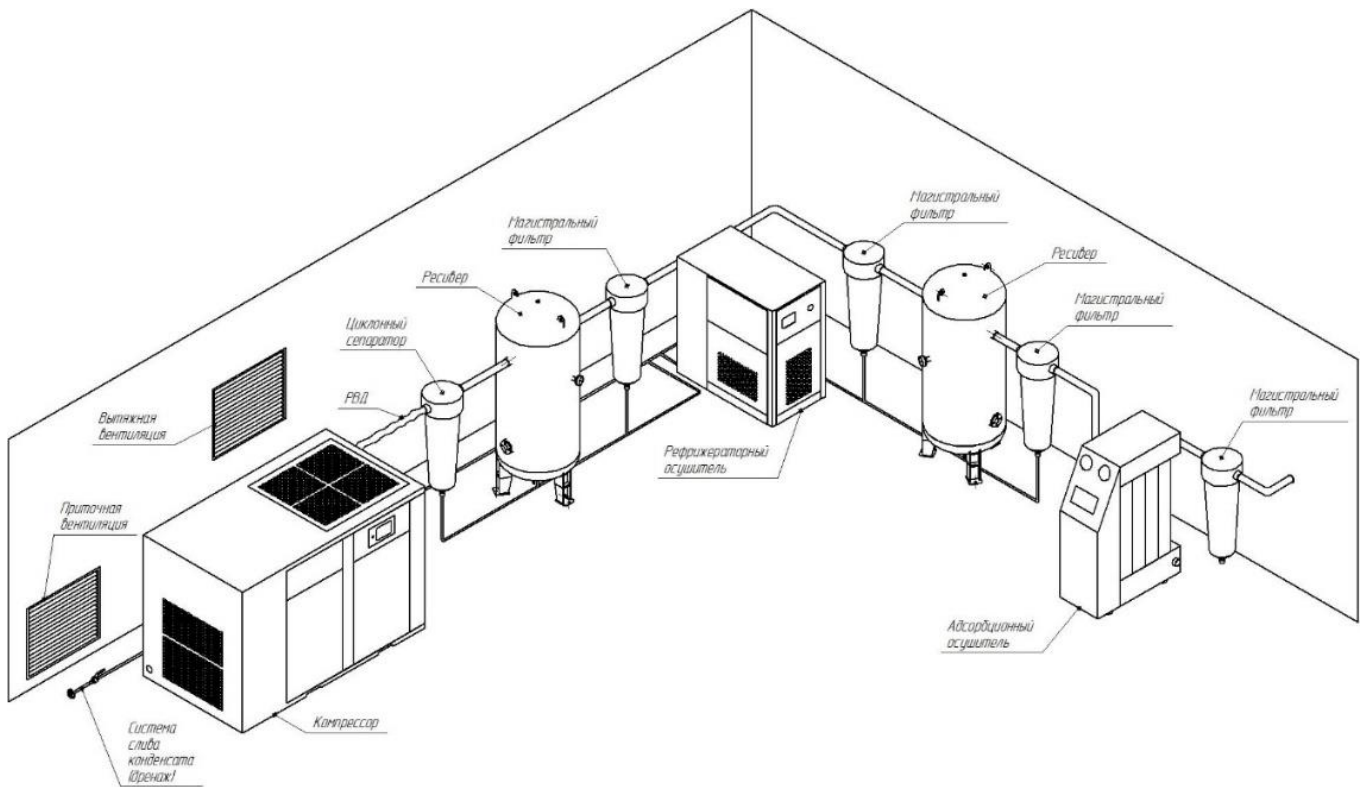 Магистральный
фильтр
Магистральный
фильтр
Ресивер
Ресивер
Магистральный
фильтр
Циклонный
сепаратор
РВД
Магистральный
фильтр
Вытяжная
вентиляция
Рефрижераторный
осушитель
Приточная
вентиляция
Адсорбционный
осушитель
Компрессор
Система
слива
конденсата
(дренаж)